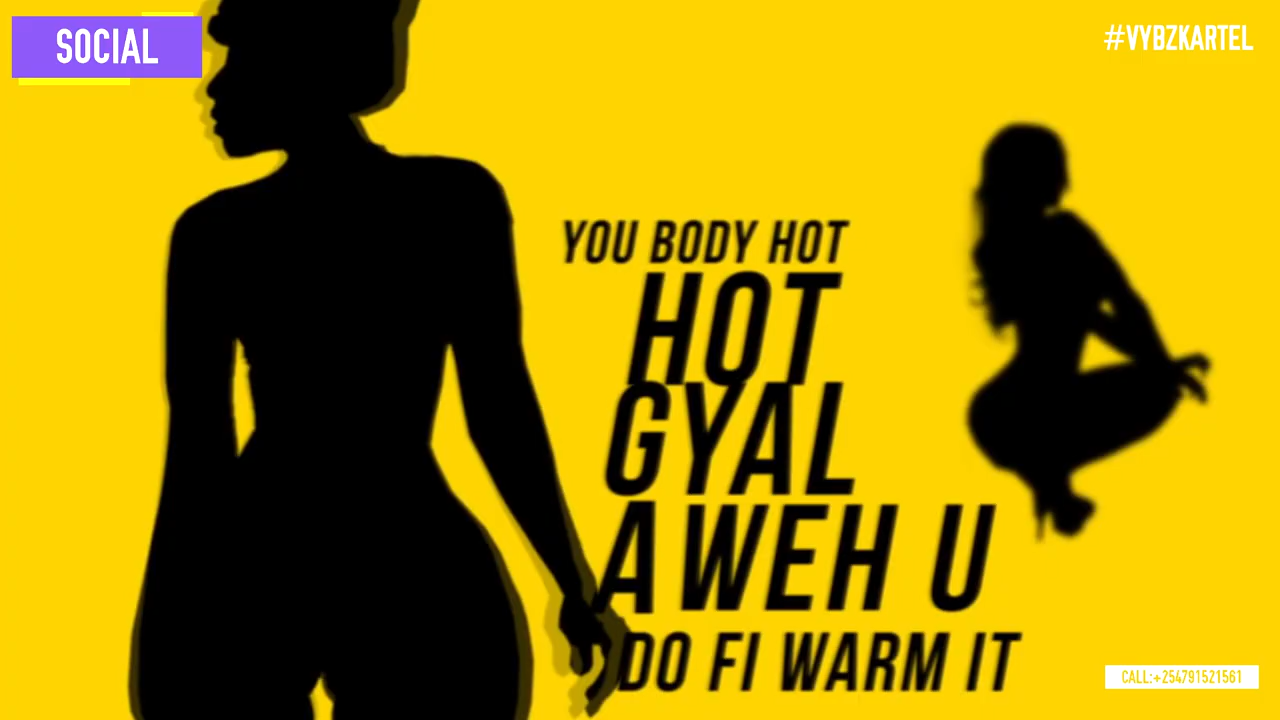 SOCIAL
#VYBZKARTEL
YOU BODY HOT
HOT
GYAL
AWEH U
DO FI WARM IT
CALL:+254791521561